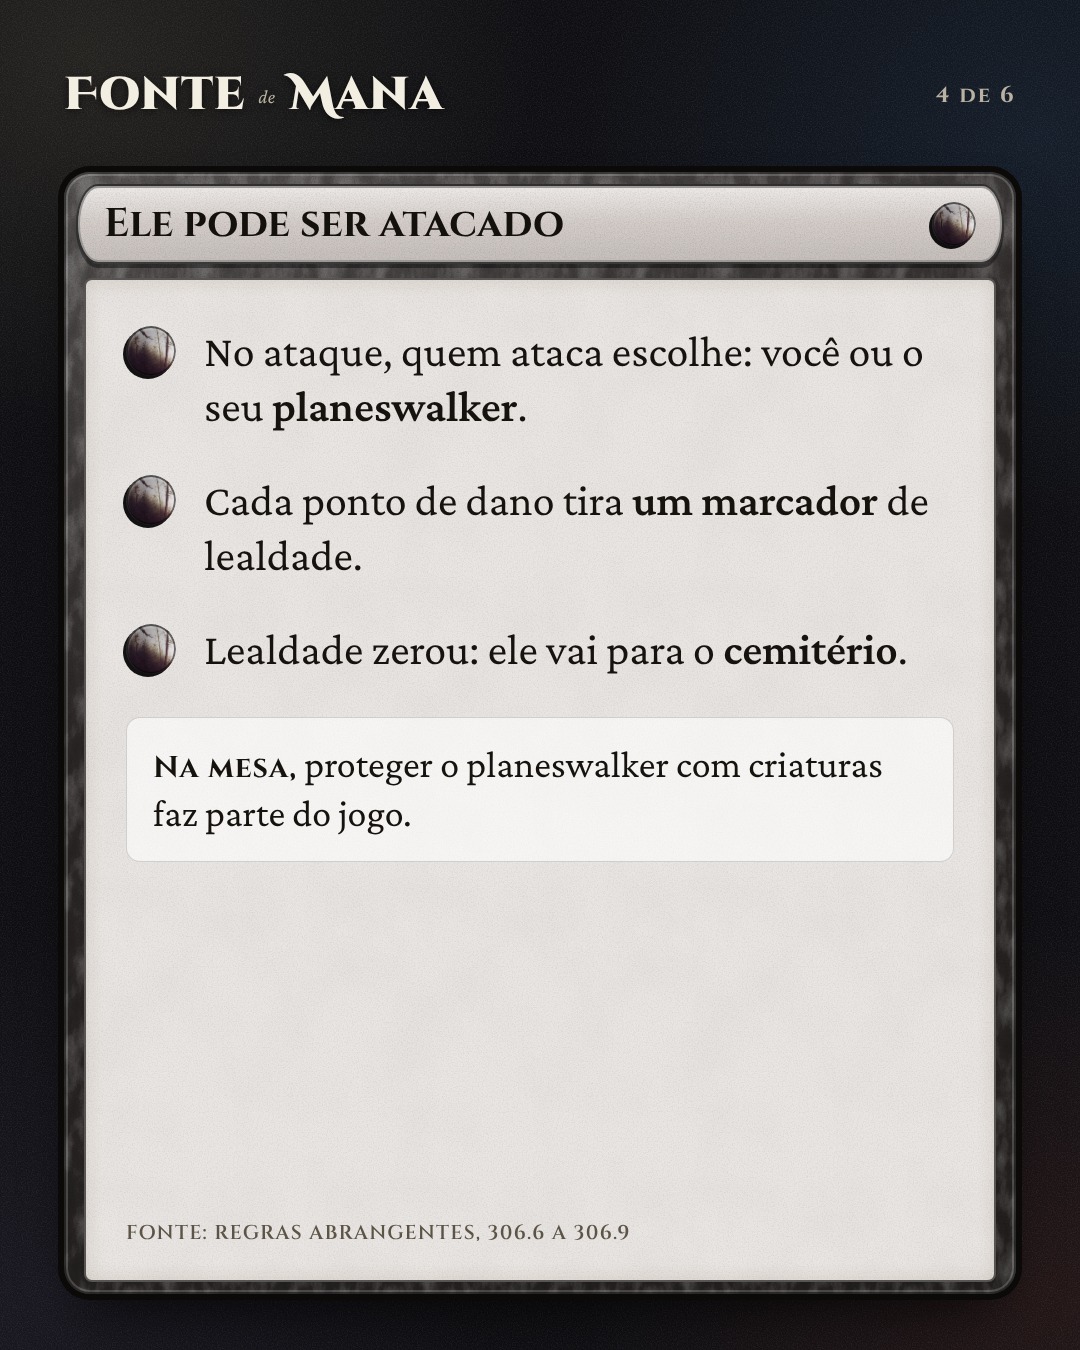 Fonte de Mana
4 de 6
Ele pode ser atacado
No ataque, quem ataca escolhe: você ou o
seu planeswalker.
Cada ponto de dano tira um marcador de
lealdade.
Lealdade zerou: ele vai para o cemitério.
Na mesa, proteger o planeswalker com criaturas
faz parte do jogo.
Fonte: Regras Abrangentes, 306.6 a 306.9